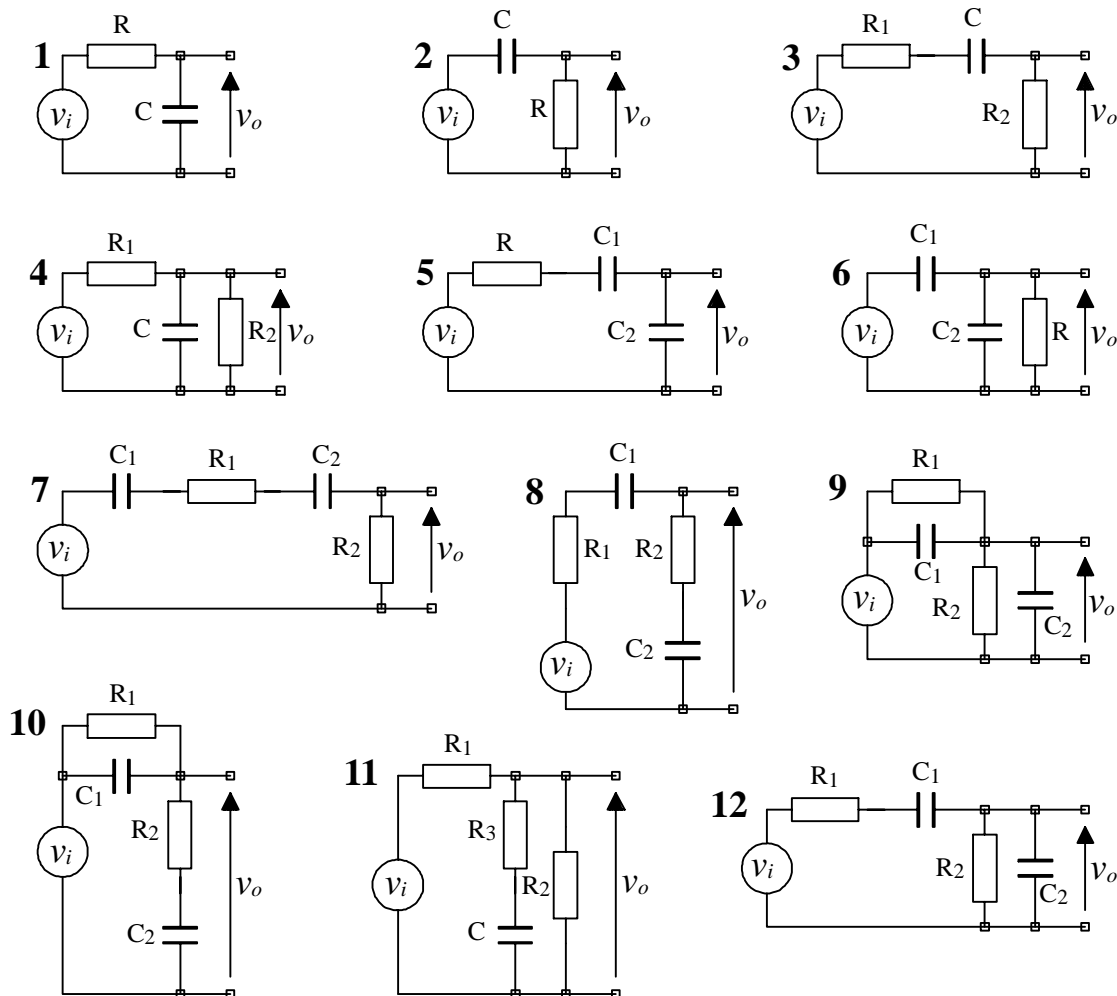 1 R C vᵢ vₒ
2 C R vᵢ vₒ
3 R₁ C R₂ vᵢ vₒ
4 R₁ C R₂ vᵢ vₒ
5 R C₁ C₂ vᵢ vₒ
6 C₁ C₂ R vᵢ vₒ
7 C₁ R₁ C₂ R₂ vᵢ vₒ
8 C₁ R₁ R₂ C₂ vᵢ vₒ
9 R₁ C₁ R₂ C₂ vᵢ vₒ
10 R₁ C₁ R₂ C₂ vᵢ vₒ
11 R₁ R₃ R₂ C vᵢ vₒ
12 R₁ C₁ R₂ C₂ vᵢ vₒ